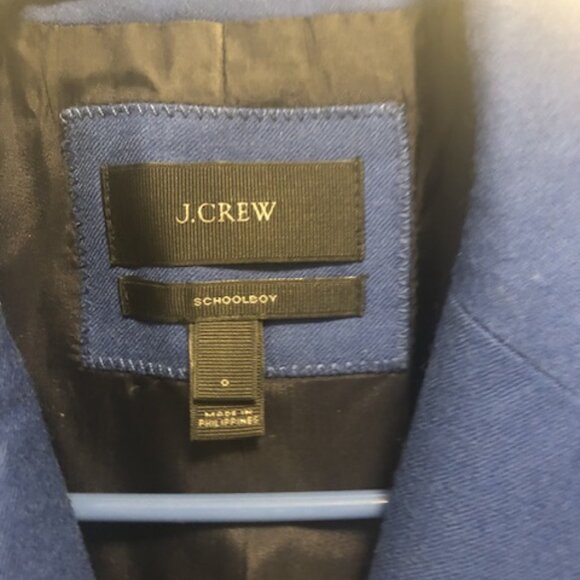 J.CREW
SCHOOLBOY
0
MADE IN
PHILIPPINES